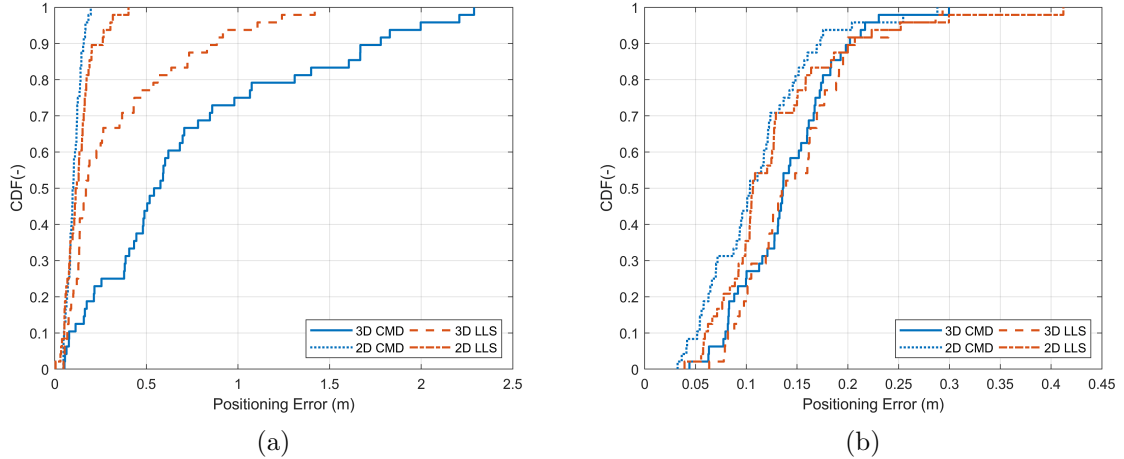 1
0.9
0.8
0.7
0.6
0.5
0.4
0.3
0.2
0.1
0
CDF(-)
3D CMD 3D LLS
2D CMD 2D LLS
0 0.5 1 1.5 2 2.5
Positioning Error (m)
(a)
1
0.9
0.8
0.7
0.6
0.5
0.4
0.3
0.2
0.1
0
CDF(-)
3D CMD 3D LLS
2D CMD 2D LLS
0 0.05 0.1 0.15 0.2 0.25 0.3 0.35 0.4 0.45
Positioning Error (m)
(b)